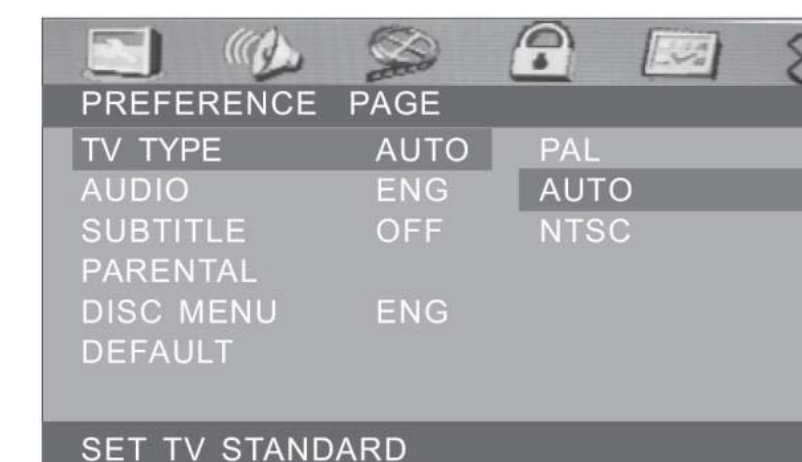 PREFERENCE PAGE
TV TYPE AUTO PAL
AUDIO ENG AUTO
SUBTITLE OFF NTSC
PARENTAL
DISC MENU ENG
DEFAULT
SET TV STANDARD